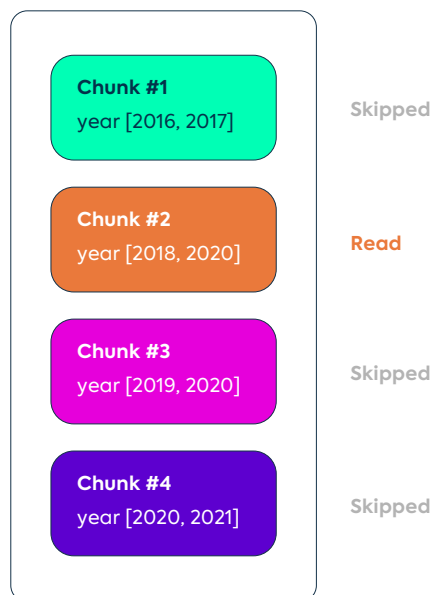 Chunk #1
year [2016, 2017]
Skipped
Chunk #2
year [2018, 2020]
Read
Chunk #3
year [2019, 2020]
Skipped
Chunk #4
year [2020, 2021]
Skipped